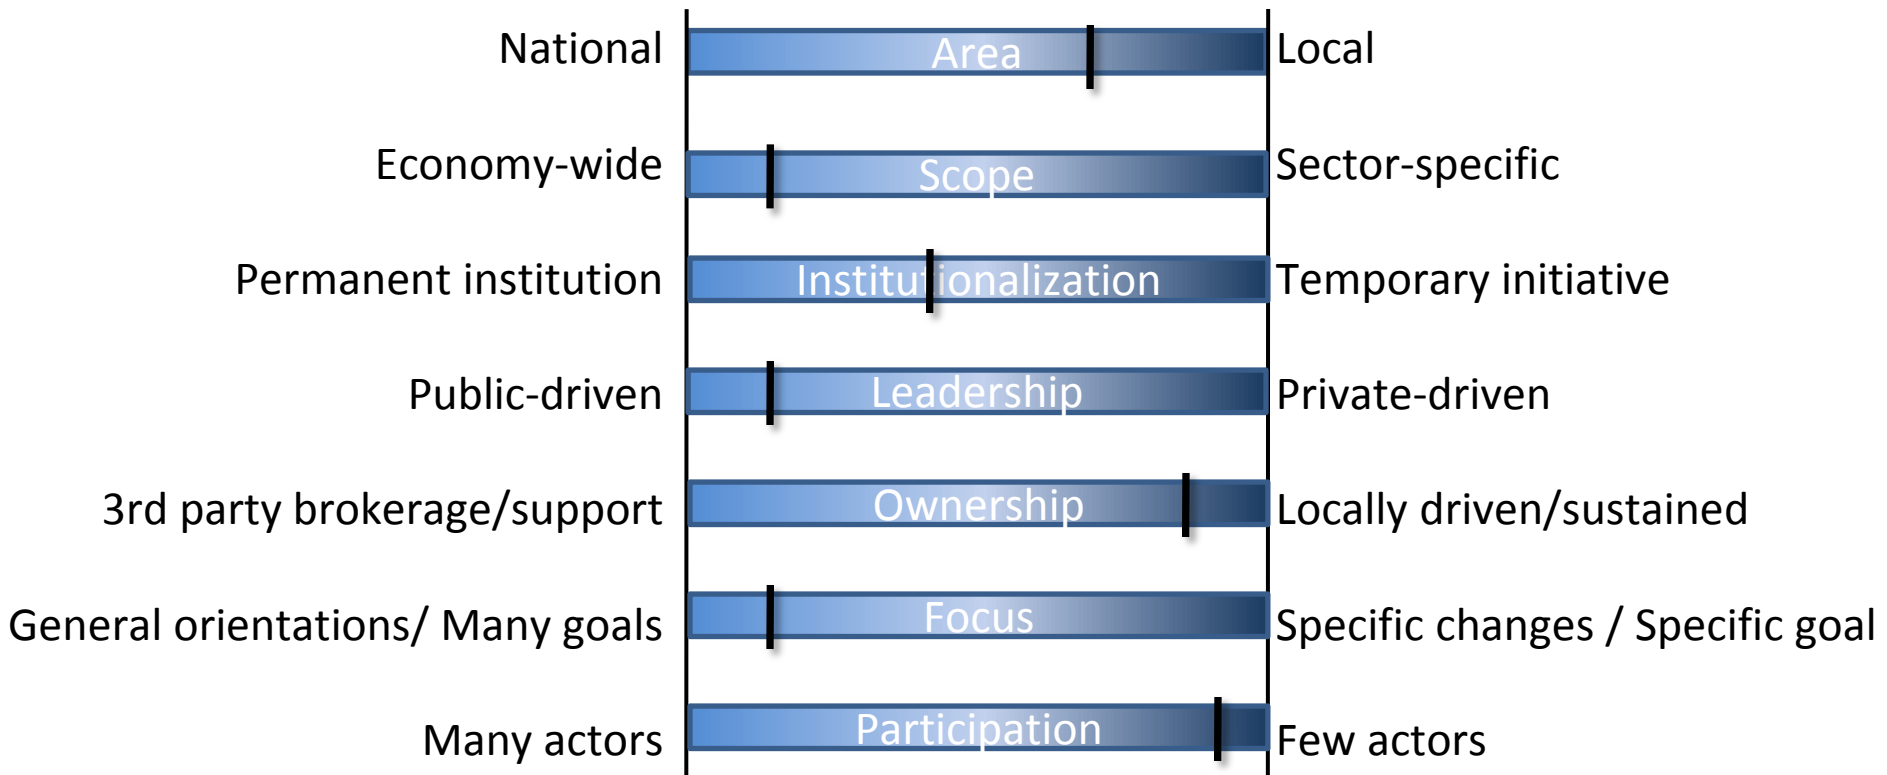 National Area Local
Economy-wide Scope Sector-specific
Permanent institution Institutionalization Temporary initiative
Public-driven Leadership Private-driven
3rd party brokerage/support Ownership Locally driven/sustained
General orientations/ Many goals Focus Specific changes / Specific goal
Many actors Participation Few actors